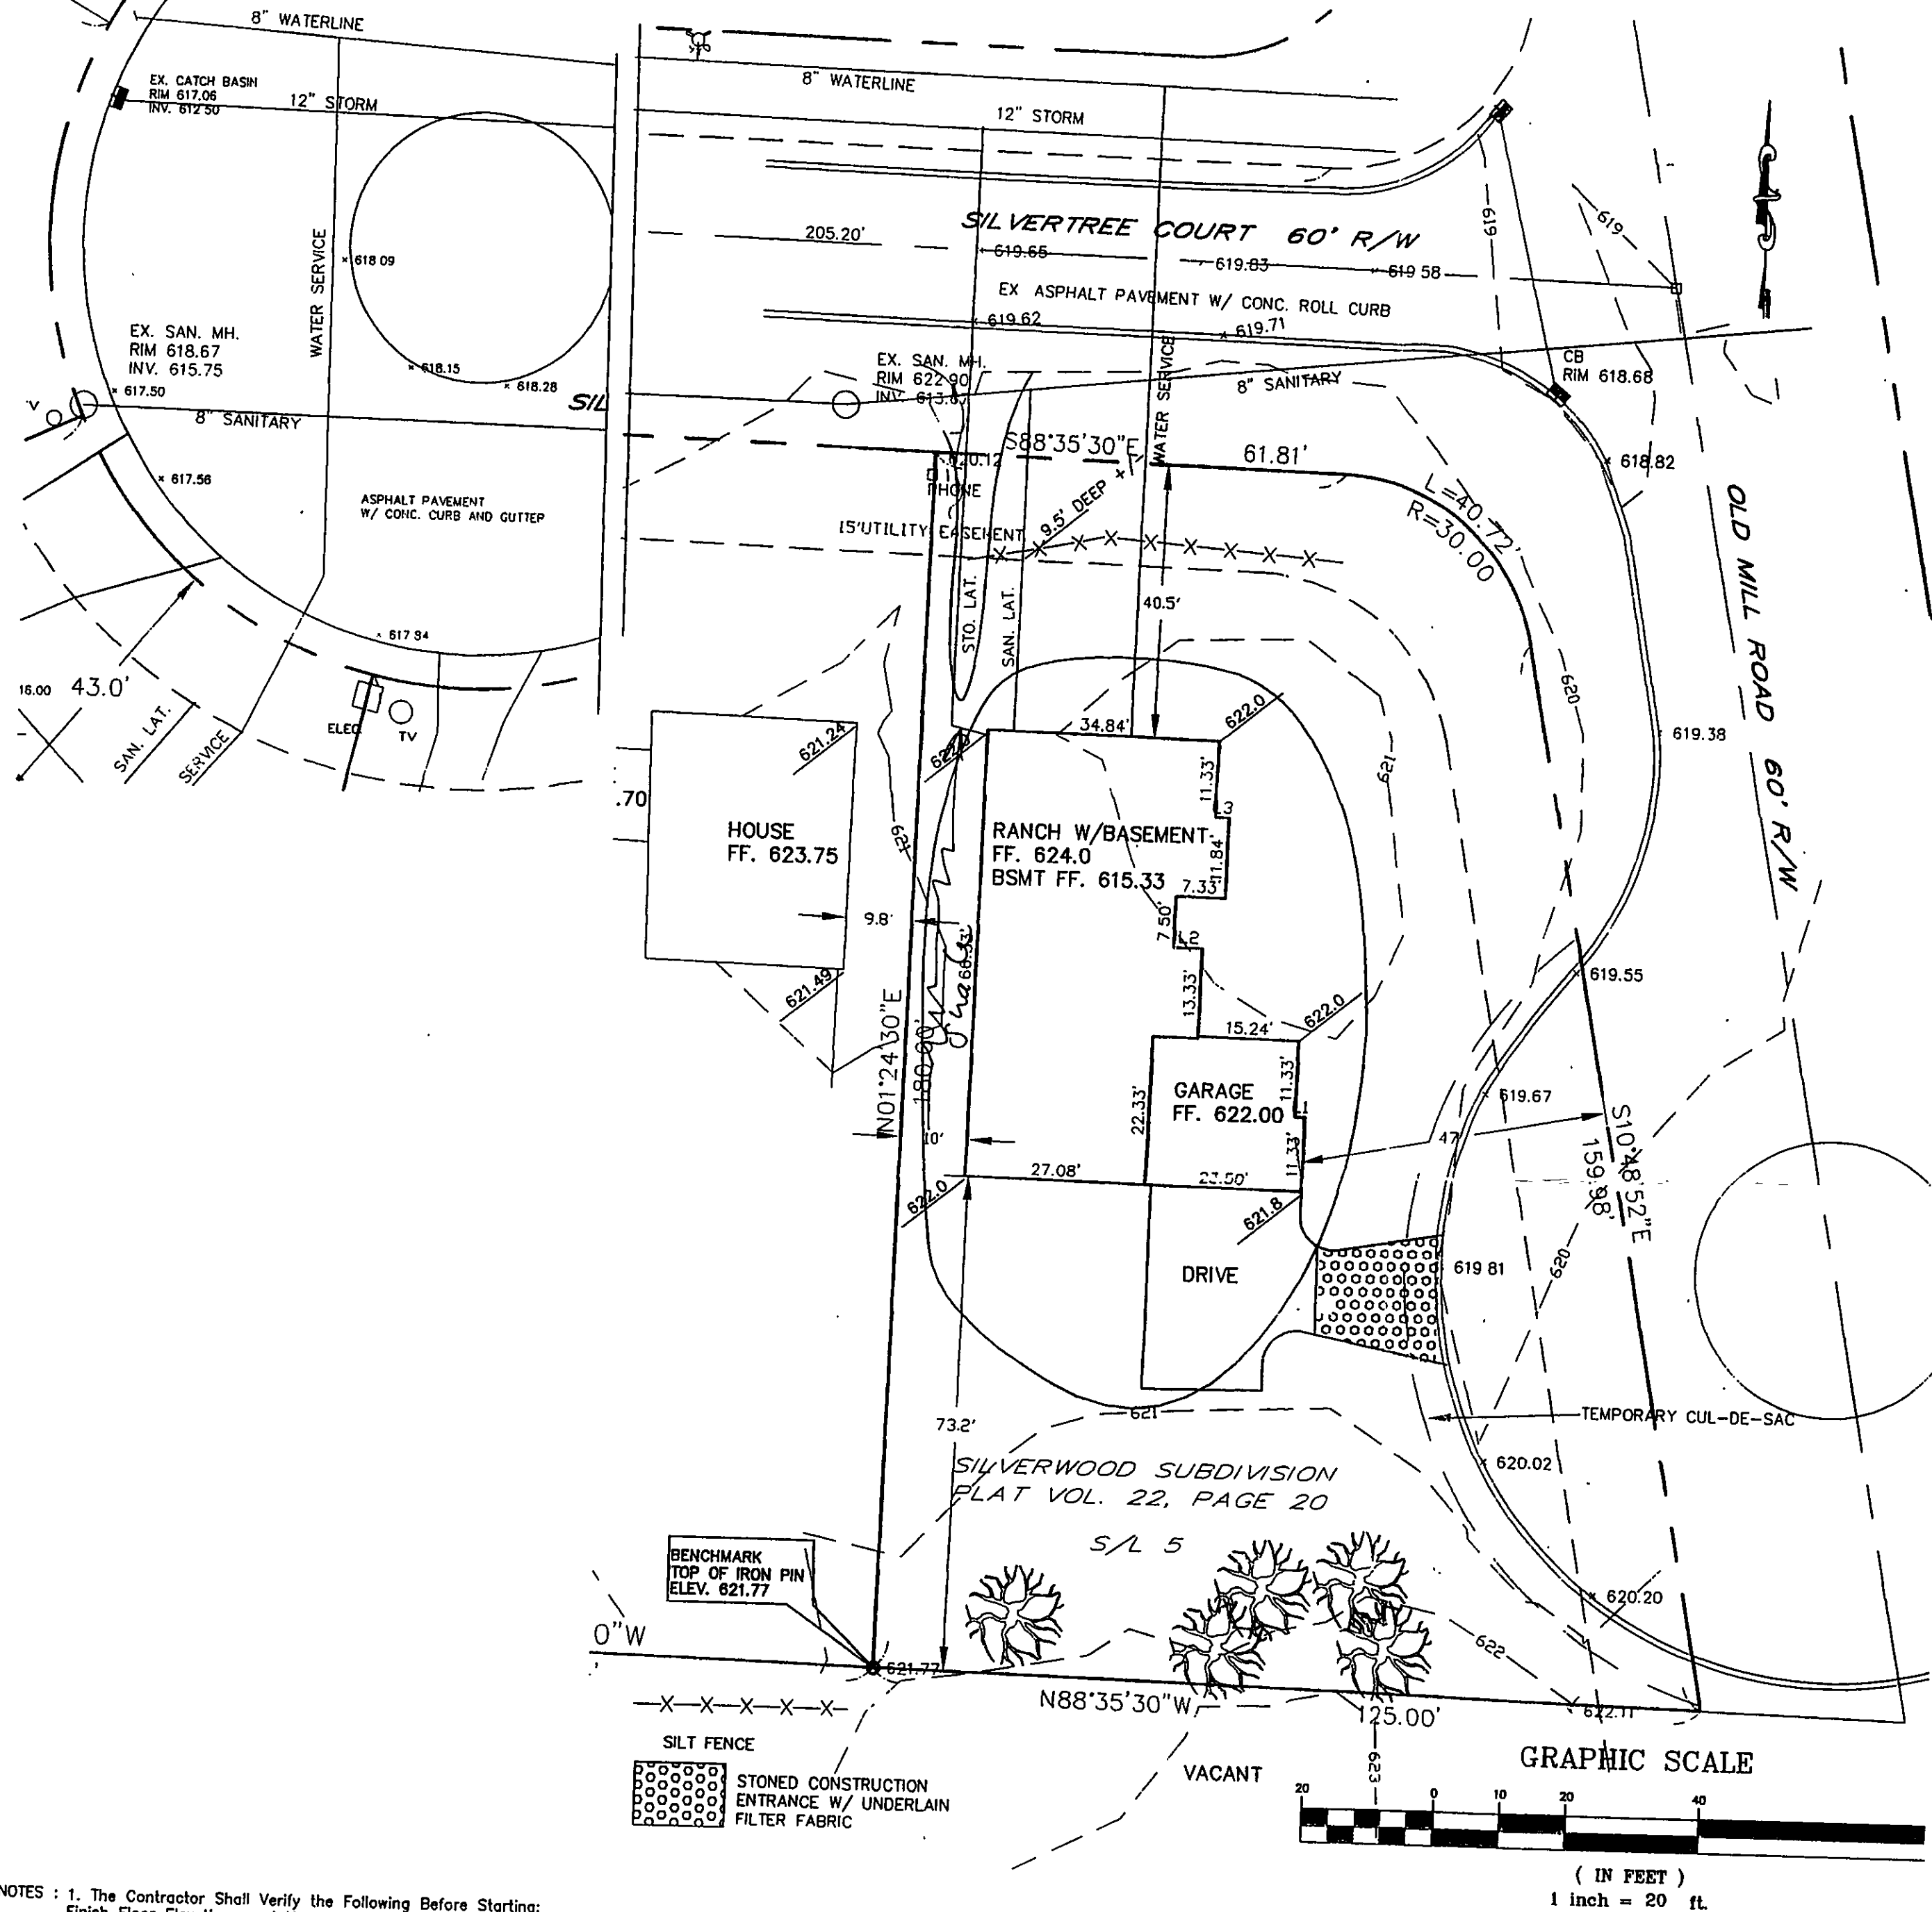 8" WATERLINE
EX. CATCH BASIN
RIM 617.06
INV. 612 50
12" STORM
8" WATERLINE
12" STORM
SILVERTREE COURT 60' R/W
205.20'
619.65
619.83
619 58
EX ASPHALT PAVEMENT W/ CONC. ROLL CURB
619.62
619.71
619
619
WATER SERVICE
618 09
EX. SAN. MH.
RIM 618.67
INV. 615.75
617.50
618.15
618.28
SIL
8" SANITARY
617.56
ASPHALT PAVEMENT
W/ CONC. CURB AND GUTTER
617 84
EX. SAN. MH.
RIM 622.90
WATER SERVICE
8" SANITARY
CB
RIM 618.68
618.82
S88°35'30"E
61.81'
620.12
PHONE
15' UTILITY EASEMENT
9.5' DEEP
L=40.72'
R=30.00
OLD MILL ROAD 60' R/W
STO. LAT.
SAN. LAT.
40.5'
16.00
43.0'
SAN. LAT.
SERVICE
ELEC
TV
620
621
619.38
621.24
34.84'
622.0
.70
HOUSE
FF. 623.75
621
11.33'
L3
RANCH W/BASEMENT
FF. 624.0
BSMT FF. 615.33
11.84'
7.33'
7.50'
L2
9.8'
13.33'
619.55
621.49
N01°24'30"E
180.60'
15.24'
622.0
GARAGE
FF. 622.00
11.33'
L1
11.33'
22.33'
619.67
47
S10°48'52"E
159.98'
10'
27.08'
23.50'
622.0
621.8
DRIVE
619 81
620
621
TEMPORARY CUL-DE-SAC
73.2'
620.02
SILVERWOOD SUBDIVISION
PLAT VOL. 22, PAGE 20
S/L 5
BENCHMARK
TOP OF IRON PIN
ELEV. 621.77
620.20
0"W
621.77
622
N88°35'30"W
125.00'
622.11
SILT FENCE
STONED CONSTRUCTION
ENTRANCE W/ UNDERLAIN
FILTER FABRIC
VACANT
623
GRAPHIC SCALE
20 0 10 20 40
( IN FEET )
1 inch = 20 ft.
NOTES : 1. The Contractor Shall Verify the Following Before Starting: